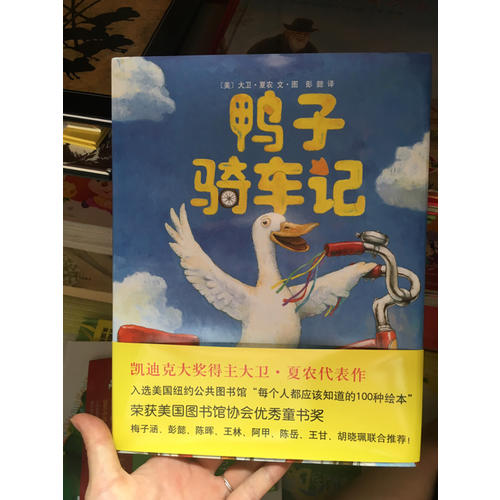 〔美〕大卫·夏农 文·图 彭懿 译
鸭子
骑车记
凯迪克大奖得主大卫·夏农代表作
入选美国纽约公共图书馆“每个人都应该知道的100种绘本”
荣获美国图书馆协会优秀童书奖
梅子涵、彭懿、陈晖、王林、阿甲、陈岳、王甘、胡晓珮联合推荐！